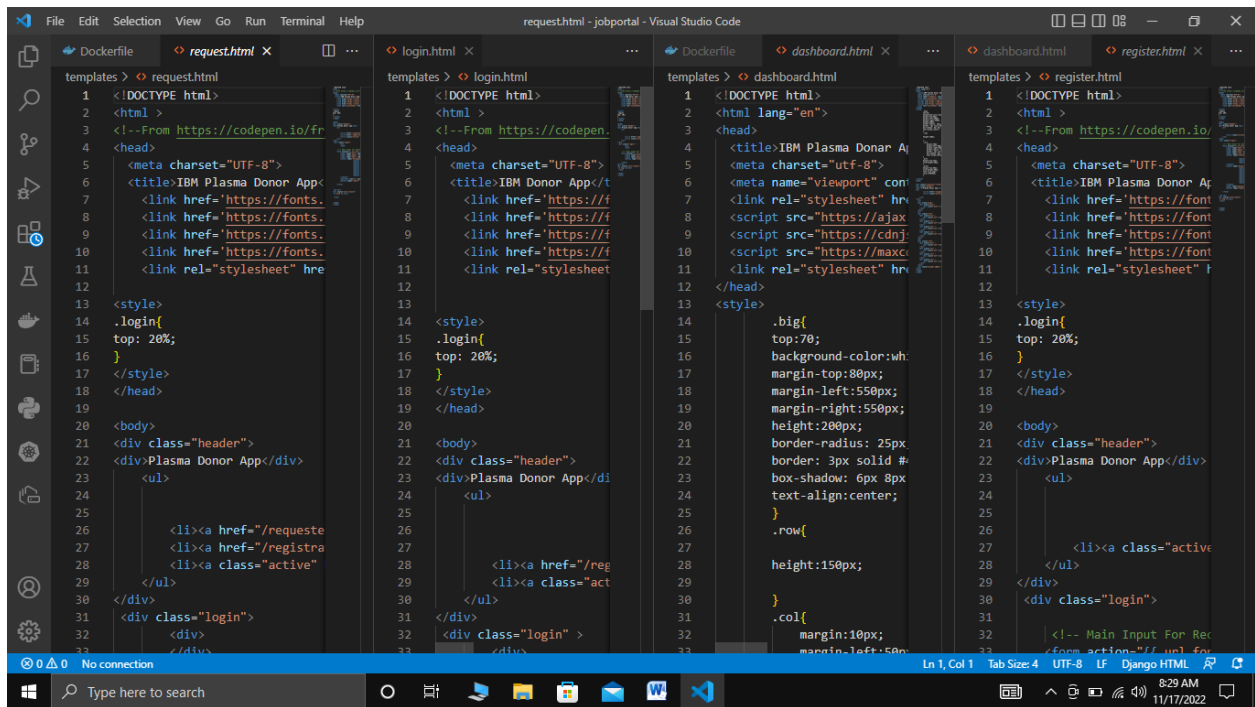 File Edit Selection View Go Run Terminal Help
request.html - jobportal - Visual Studio Code
Dockerfile
request.html
login.html
Dockerfile
dashboard.html
dashboard.html
register.html
templates > request.html
1 <!DOCTYPE html>
2 <html >
3 <!--From https://codepen.io/fr
4 <head>
5 <meta charset="UTF-8">
6 <title>IBM Plasma Donor App<
7 <link href='https://fonts.
8 <link href='https://fonts.
9 <link href='https://fonts.
10 <link href='https://fonts.
11 <link rel="stylesheet" hre
12
13 <style>
14 .login{
15 top: 20%;
16 }
17 </style>
18 </head>
19
20 <body>
21 <div class="header">
22 <div>Plasma Donor App</div>
23 <ul>
24
25
26 <li><a href="/requeste
27 <li><a href="/registra
28 <li><a class="active"
29 </ul>
30 </div>
31 <div class="login">
32 <div>
33 </div>
templates > login.html
1 <!DOCTYPE html>
2 <html >
3 <!--From https://codepen.
4 <head>
5 <meta charset="UTF-8">
6 <title>IBM Donor App</t
7 <link href='https://f
8 <link href='https://f
9 <link href='https://f
10 <link href='https://f
11 <link rel="stylesheet
12
13
14 <style>
15 .login{
16 top: 20%;
17 }
18 </style>
19 </head>
20
21 <body>
22 <div class="header">
23 <div>Plasma Donor App</di
24 <ul>
25
26
27
28 <li><a href="/reg
29 <li><a class="act
30 </ul>
31 </div>
32 <div class="login" >
33 <div>
templates > dashboard.html
1 <!DOCTYPE html>
2 <html lang="en">
3 <head>
4 <title>IBM Plasma Donar A
5 <meta charset="utf-8">
6 <meta name="viewport" con
7 <link rel="stylesheet" hr
8 <script src="https://ajax
9 <script src="https://cdnj
10 <script src="https://maxc
11 <link rel="stylesheet" hr
12 </head>
13 <style>
14 .big{
15 top:70;
16 background-color:wh
17 margin-top:80px;
18 margin-left:550px;
19 margin-right:550px;
20 height:200px;
21 border-radius: 25px
22 border: 3px solid #
23 box-shadow: 6px 8px
24 text-align:center;
25 }
26 .row{
27
28 height:150px;
29
30 }
31 .col{
32 margin:10px;
33 margin-left:50p
templates > register.html
1 <!DOCTYPE html>
2 <html >
3 <!--From https://codepen.io/
4 <head>
5 <meta charset="UTF-8">
6 <title>IBM Plasma Donor Ap
7 <link href='https://font
8 <link href='https://font
9 <link href='https://font
10 <link href='https://font
11 <link rel="stylesheet" h
12
13 <style>
14 .login{
15 top: 20%;
16 }
17 </style>
18 </head>
19
20 <body>
21 <div class="header">
22 <div>Plasma Donor App</div>
23 <ul>
24
25
26
27 <li><a class="active
28 </ul>
29 </div>
30 <div class="login">
31
32 <!-- Main Input For Rec
33 <form action="{{ url_for
0 0 No connection
Ln 1, Col 1 Tab Size: 4 UTF-8 LF Django HTML
Type here to search
8:29 AM
11/17/2022